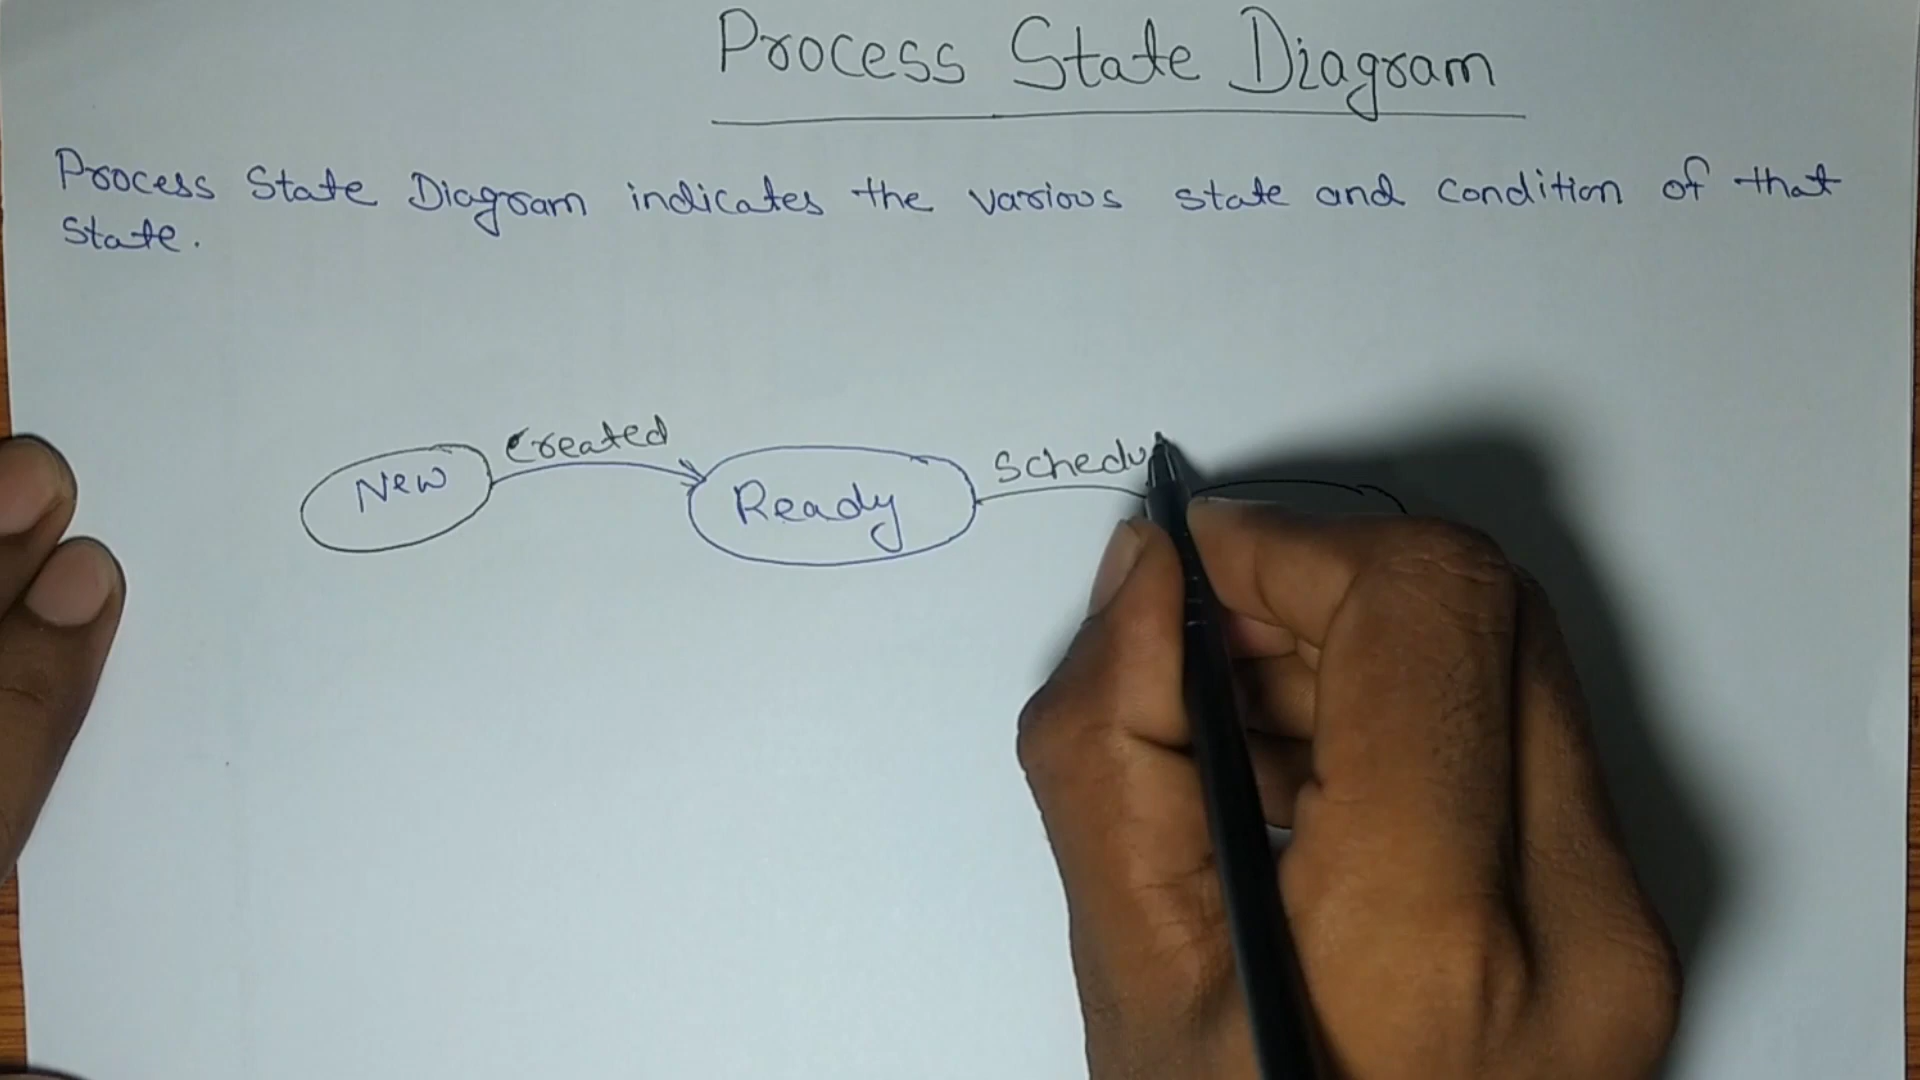 Process State Diagram
Process State Diagram indicates the various state and condition of that
State.
Created
New
Ready
Schedu